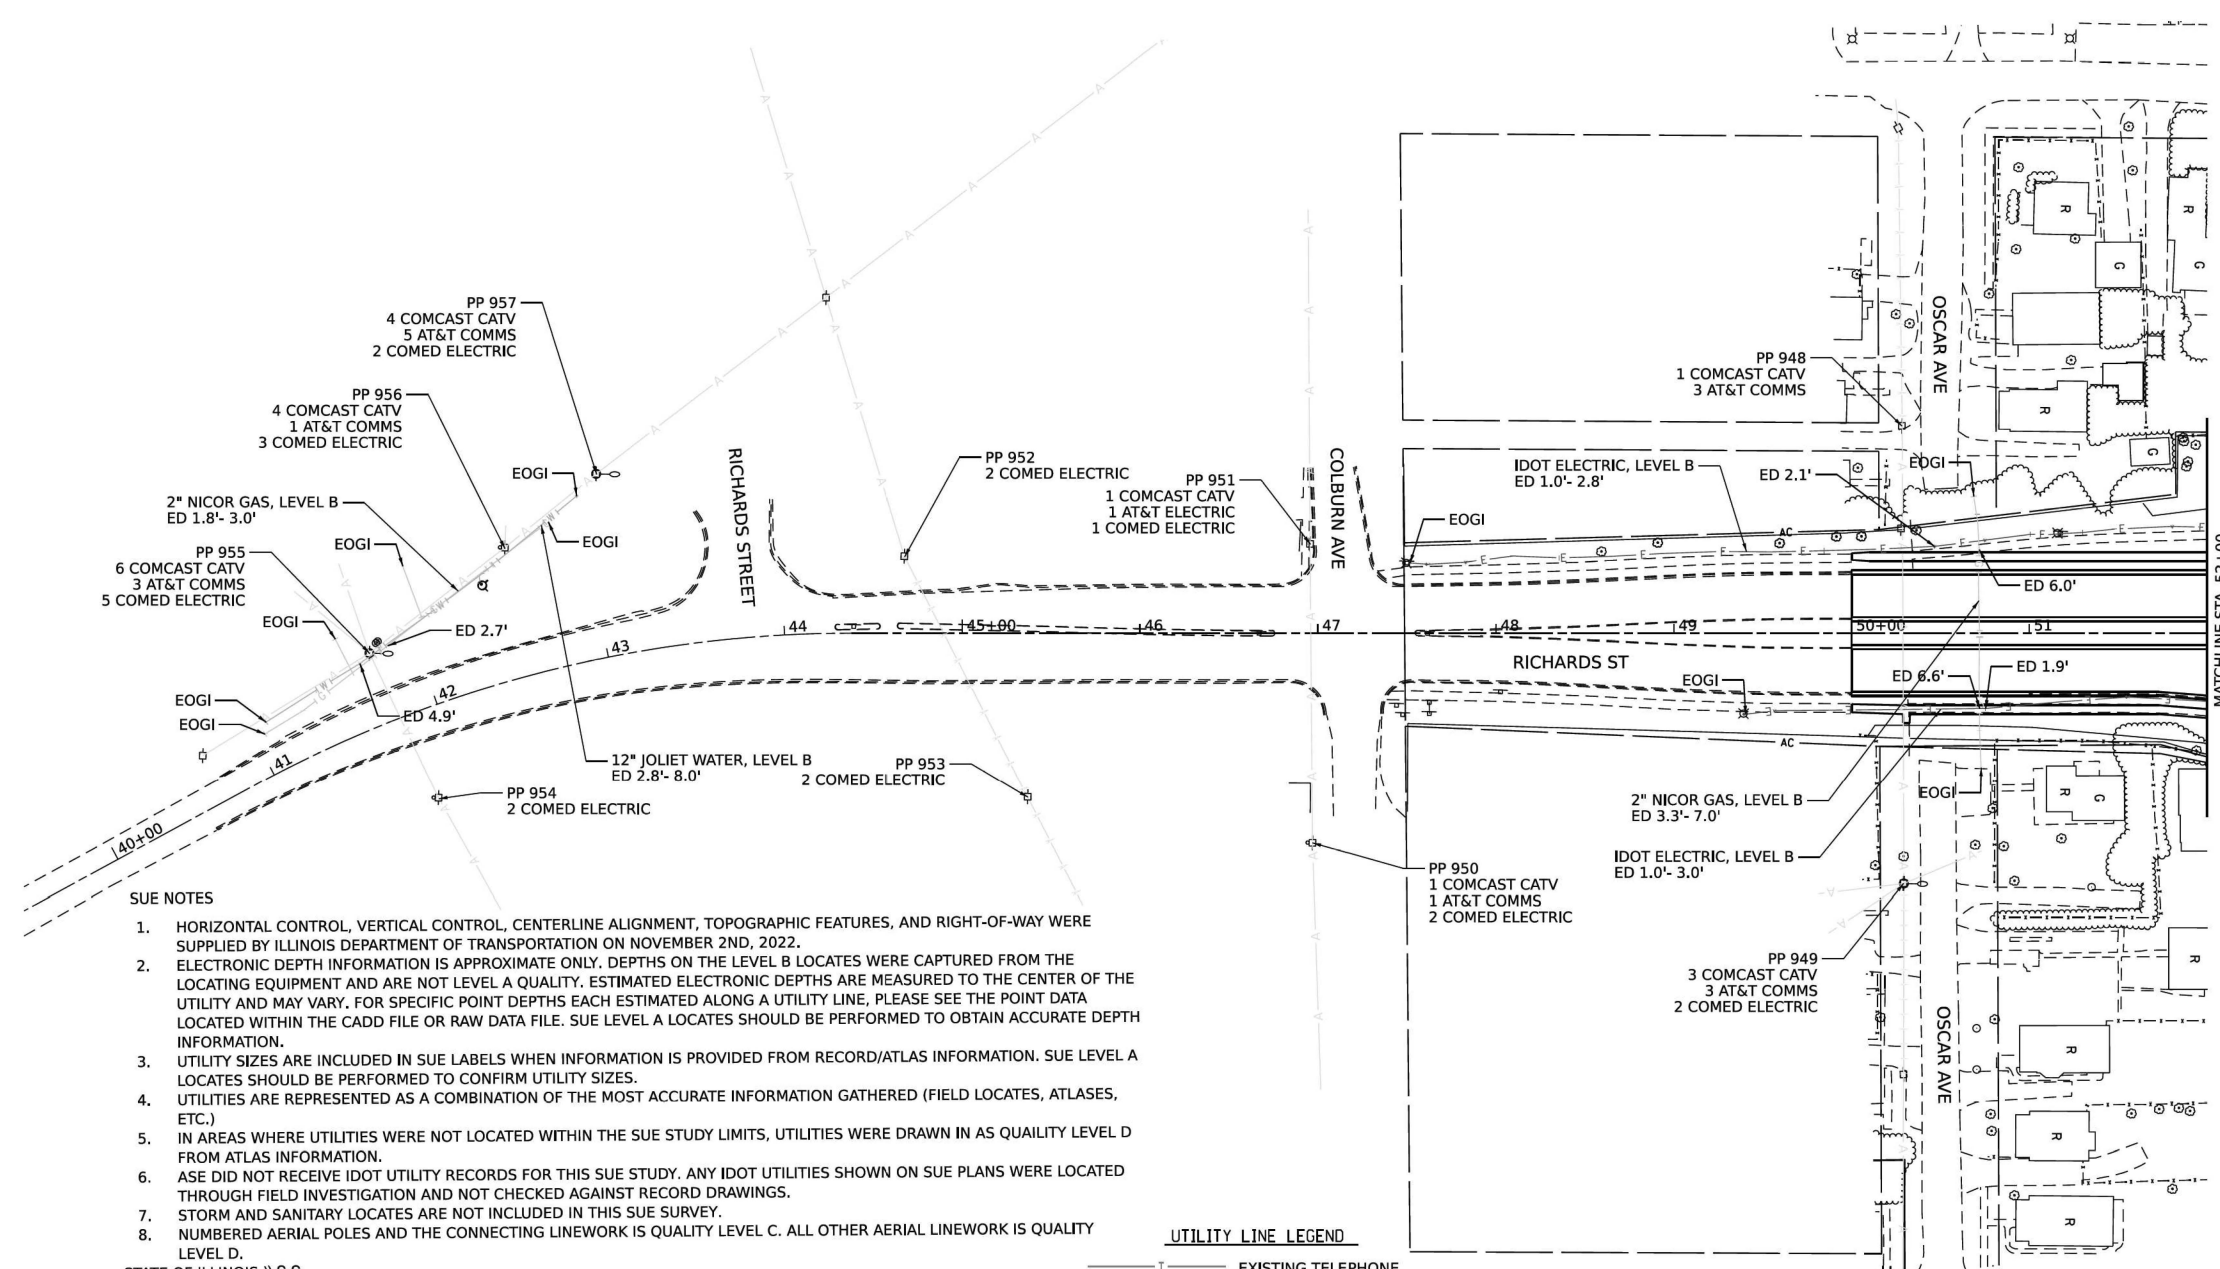 PP 957
4 COMCAST CATV
5 AT&T COMMS
2 COMED ELECTRIC
PP 956
4 COMCAST CATV
1 AT&T COMMS
3 COMED ELECTRIC
EOGI
2" NICOR GAS, LEVEL B
ED 1.8'- 3.0'
EOGI
EOGI
PP 955
6 COMCAST CATV
3 AT&T COMMS
5 COMED ELECTRIC
EOGI
ED 2.7'
EOGI
EOGI
ED 4.9'
12" JOLIET WATER, LEVEL B
ED 2.8'- 8.0'
PP 954
2 COMED ELECTRIC
PP 953
2 COMED ELECTRIC
RICHARDS STREET
PP 952
2 COMED ELECTRIC
PP 951
1 COMCAST CATV
1 AT&T ELECTRIC
1 COMED ELECTRIC
COLBURN AVE
EOGI
IDOT ELECTRIC, LEVEL B
ED 1.0'- 2.8'
PP 948
1 COMCAST CATV
3 AT&T COMMS
ED 2.1'
EOGI
OSCAR AVE
AC
ED 6.0'
40+00
41
42
43
44
45+00
46
47
48
49
50+00
51
RICHARDS ST
EOGI
ED 6.6'
ED 1.9'
AC
2" NICOR GAS, LEVEL B
ED 3.3'- 7.0'
EOGI
IDOT ELECTRIC, LEVEL B
ED 1.0'- 3.0'
PP 950
1 COMCAST CATV
1 AT&T COMMS
2 COMED ELECTRIC
PP 949
3 COMCAST CATV
3 AT&T COMMS
2 COMED ELECTRIC
OSCAR AVE
R
R
G
G
R
G
R
G
R
R
R
R
SUE NOTES
1. HORIZONTAL CONTROL, VERTICAL CONTROL, CENTERLINE ALIGNMENT, TOPOGRAPHIC FEATURES, AND RIGHT-OF-WAY WERE
SUPPLIED BY ILLINOIS DEPARTMENT OF TRANSPORTATION ON NOVEMBER 2ND, 2022.
2. ELECTRONIC DEPTH INFORMATION IS APPROXIMATE ONLY. DEPTHS ON THE LEVEL B LOCATES WERE CAPTURED FROM THE
LOCATING EQUIPMENT AND ARE NOT LEVEL A QUALITY. ESTIMATED ELECTRONIC DEPTHS ARE MEASURED TO THE CENTER OF THE
UTILITY AND MAY VARY. FOR SPECIFIC POINT DEPTHS EACH ESTIMATED ALONG A UTILITY LINE, PLEASE SEE THE POINT DATA
LOCATED WITHIN THE CADD FILE OR RAW DATA FILE. SUE LEVEL A LOCATES SHOULD BE PERFORMED TO OBTAIN ACCURATE DEPTH
INFORMATION.
3. UTILITY SIZES ARE INCLUDED IN SUE LABELS WHEN INFORMATION IS PROVIDED FROM RECORD/ATLAS INFORMATION. SUE LEVEL A
LOCATES SHOULD BE PERFORMED TO CONFIRM UTILITY SIZES.
4. UTILITIES ARE REPRESENTED AS A COMBINATION OF THE MOST ACCURATE INFORMATION GATHERED (FIELD LOCATES, ATLASES,
ETC.)
5. IN AREAS WHERE UTILITIES WERE NOT LOCATED WITHIN THE SUE STUDY LIMITS, UTILITIES WERE DRAWN IN AS QUAILITY LEVEL D
FROM ATLAS INFORMATION.
6. ASE DID NOT RECEIVE IDOT UTILITY RECORDS FOR THIS SUE STUDY. ANY IDOT UTILITIES SHOWN ON SUE PLANS WERE LOCATED
THROUGH FIELD INVESTIGATION AND NOT CHECKED AGAINST RECORD DRAWINGS.
7. STORM AND SANITARY LOCATES ARE NOT INCLUDED IN THIS SUE SURVEY.
8. NUMBERED AERIAL POLES AND THE CONNECTING LINEWORK IS QUALITY LEVEL C. ALL OTHER AERIAL LINEWORK IS QUALITY
LEVEL D.
UTILITY LINE LEGEND
T EXISTING TELEPHONE